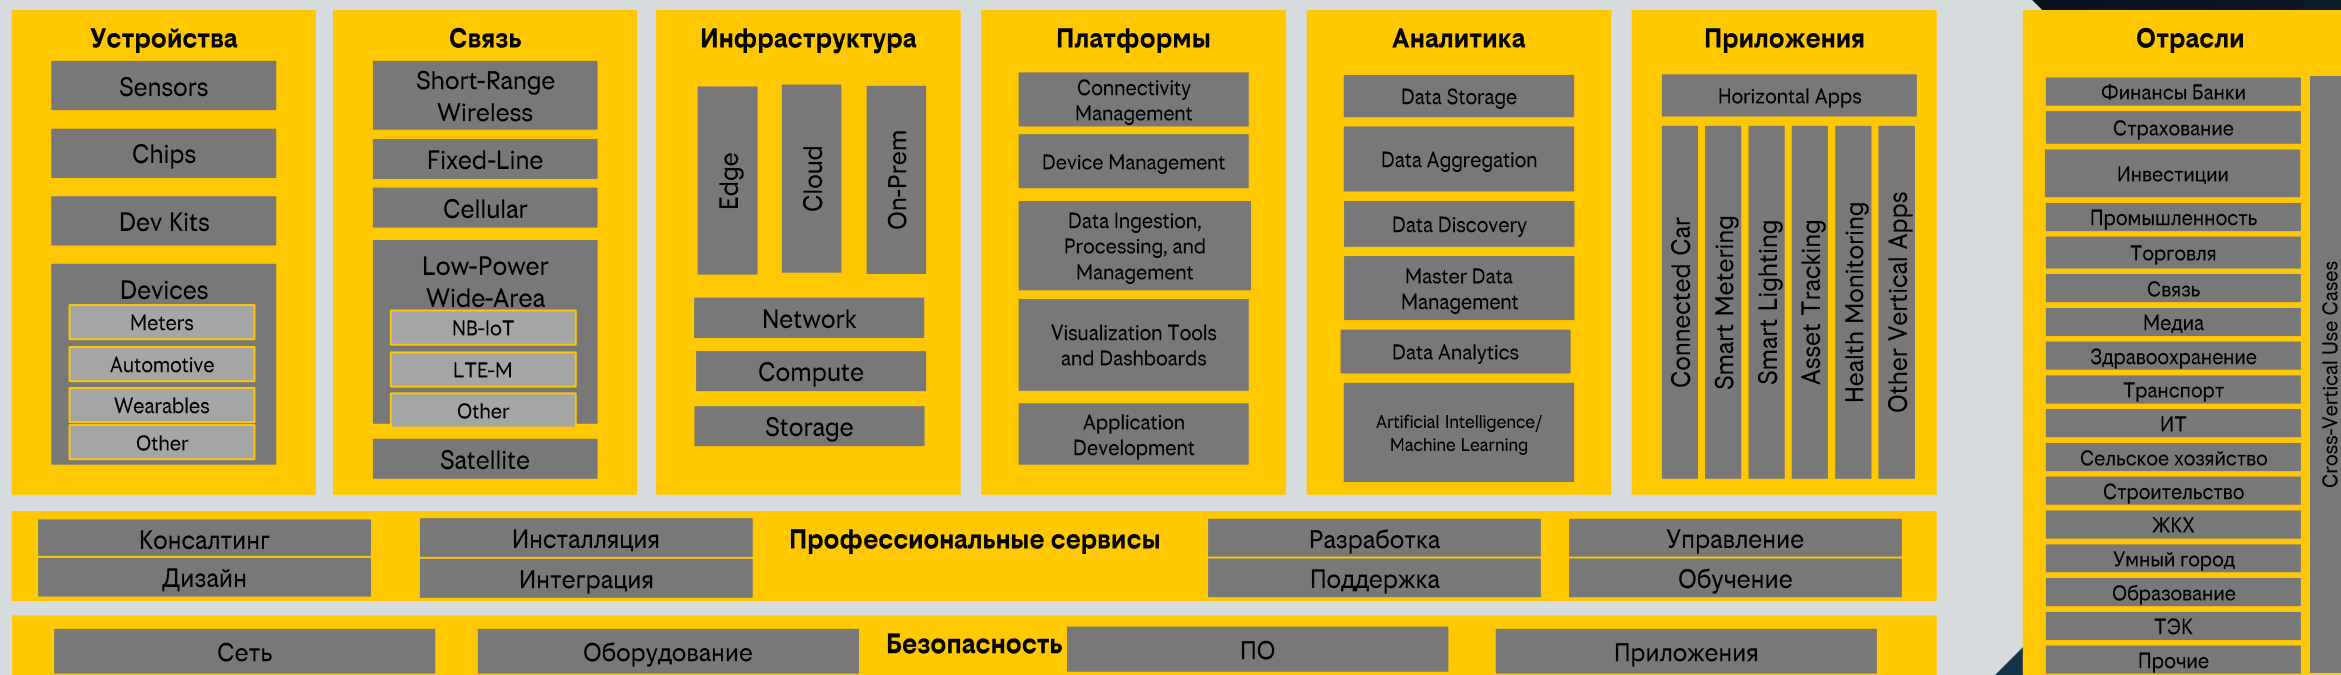 Устройства
Sensors
Chips
Dev Kits
Devices
Meters
Automotive
Wearables
Other
Связь
Short-Range
Wireless
Fixed-Line
Cellular
Low-Power
Wide-Area
NB-IoT
LTE-M
Other
Satellite
Инфраструктура
Edge
Cloud
On-Prem
Network
Compute
Storage
Платформы
Connectivity
Management
Device Management
Data Ingestion,
Processing, and
Management
Visualization Tools
and Dashboards
Application
Development
Аналитика
Data Storage
Data Aggregation
Data Discovery
Master Data
Management
Data Analytics
Artificial Intelligence/
Machine Learning
Приложения
Horizontal Apps
Connected Car
Smart Metering
Smart Lighting
Asset Tracking
Health Monitoring
Other Vertical Apps
Профессиональные сервисы
Консалтинг
Дизайн
Инсталляция
Интеграция
Разработка
Поддержка
Управление
Обучение
Безопасность
Сеть
Оборудование
ПО
Приложения
Отрасли
Финансы Банки
Страхование
Инвестиции
Промышленность
Торговля
Связь
Медиа
Здравоохранение
Транспорт
ИТ
Сельское хозяйство
Строительство
ЖКХ
Умный город
Образование
ТЭК
Прочие
Cross-Vertical Use Cases